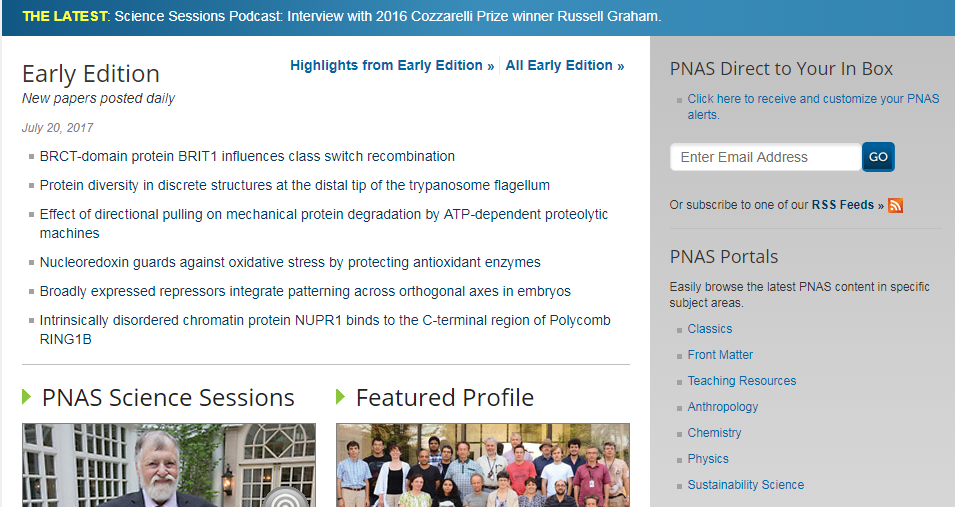 THE LATEST: Science Sessions Podcast: Interview with 2016 Cozzarelli Prize winner Russell Graham.
Early Edition
Highlights from Early Edition » All Early Edition »
New papers posted daily
July 20, 2017
BRCT-domain protein BRIT1 influences class switch recombination
Protein diversity in discrete structures at the distal tip of the trypanosome flagellum
Effect of directional pulling on mechanical protein degradation by ATP-dependent proteolytic
machines
Nucleoredoxin guards against oxidative stress by protecting antioxidant enzymes
Broadly expressed repressors integrate patterning across orthogonal axes in embryos
Intrinsically disordered chromatin protein NUPR1 binds to the C-terminal region of Polycomb
RING1B
PNAS Science Sessions
Featured Profile
PNAS Direct to Your In Box
Click here to receive and customize your PNAS
alerts.
Enter Email Address GO
Or subscribe to one of our RSS Feeds »
PNAS Portals
Easily browse the latest PNAS content in specific
subject areas.
Classics
Front Matter
Teaching Resources
Anthropology
Chemistry
Physics
Sustainability Science